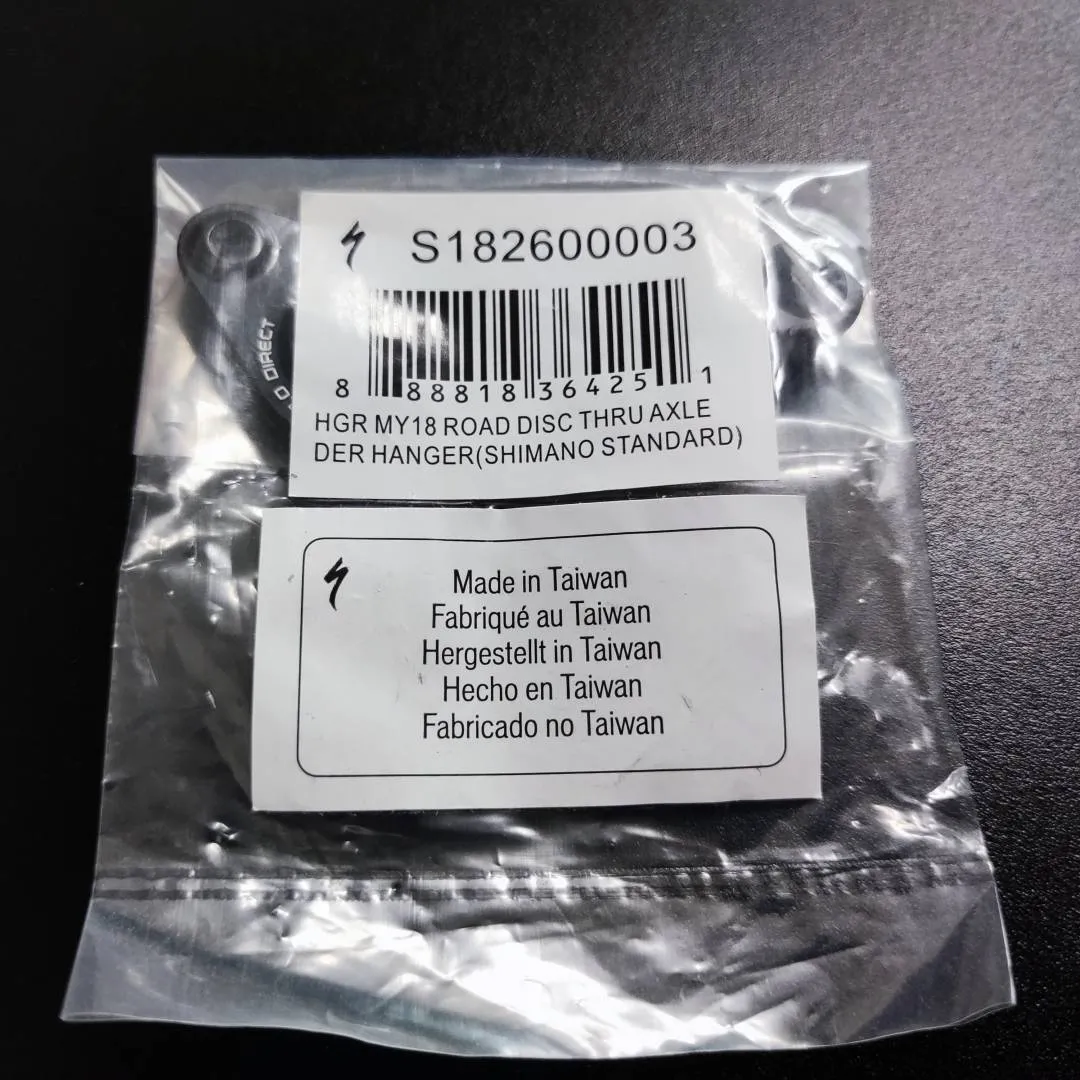 S182600003
8 88818 36425 1
HGR MY18 ROAD DISC THRU AXLE
DER HANGER(SHIMANO STANDARD)
DIRECT
Made in Taiwan
Fabriqué au Taiwan
Hergestellt in Taiwan
Hecho en Taiwan
Fabricado no Taiwan